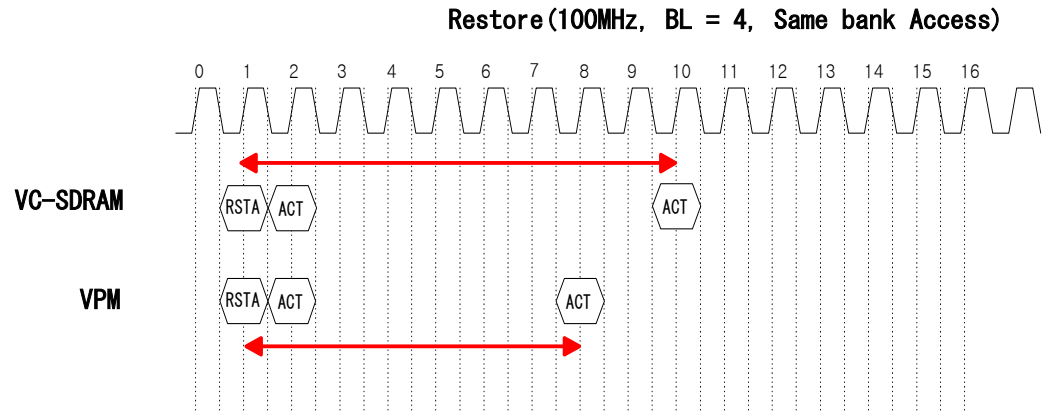 Restore(100MHz, BL = 4, Same bank Access)
0 1 2 3 4 5 6 7 8 9 10 11 12 13 14 15 16
VC-SDRAM RSTA ACT ACT
VPM RSTA ACT ACT